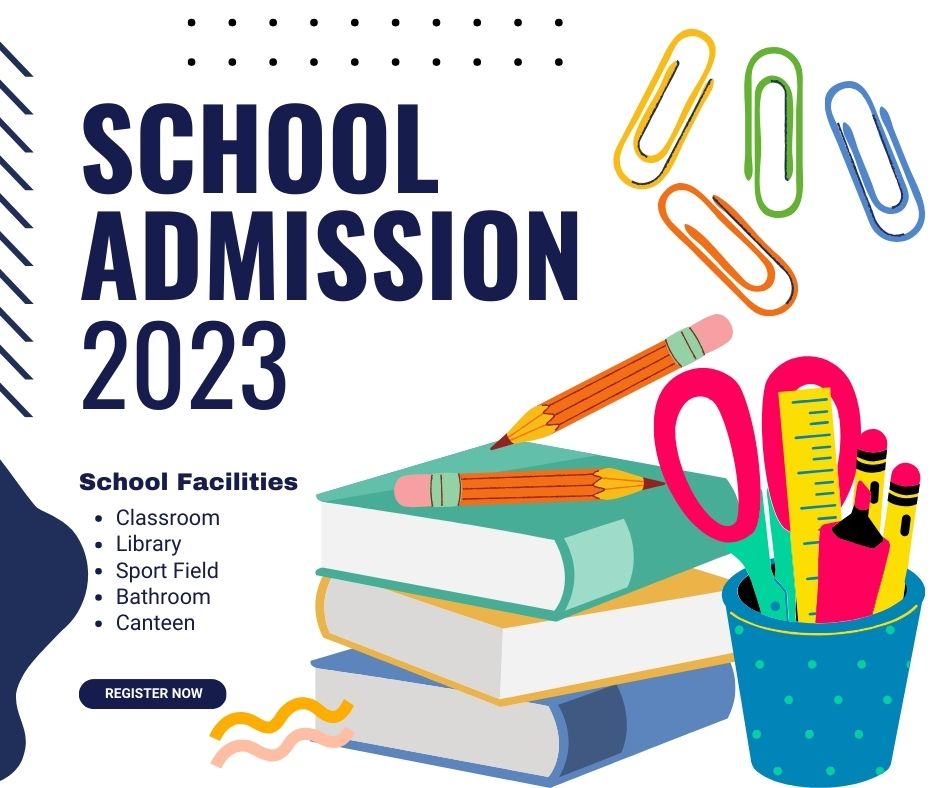 SCHOOL
ADMISSION
2023
School Facilities
• Classroom
• Library
• Sport Field
• Bathroom
• Canteen
REGISTER NOW